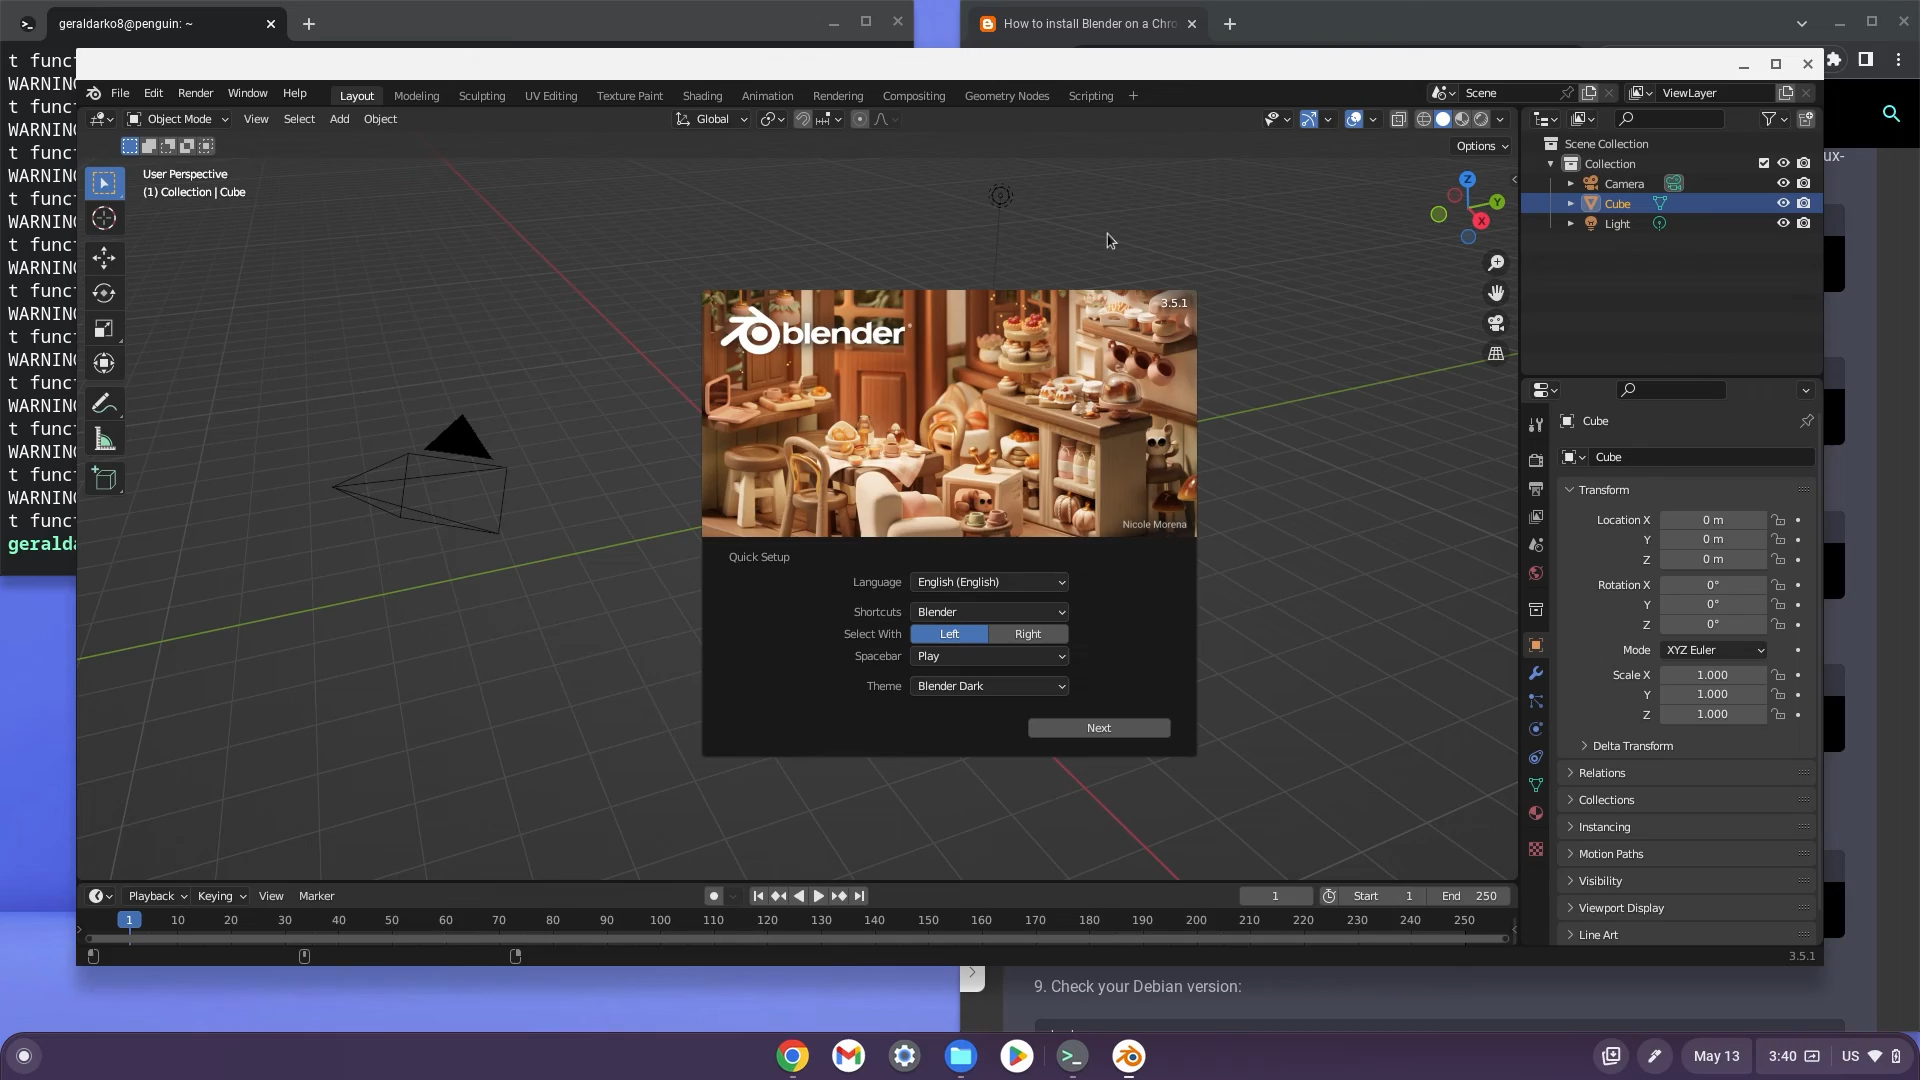 geraldarko8@penguin: ~
How to install Blender on a Chro
t func
WARNING
t func
WARNING
t func
WARNING
t func
WARNING
t func
WARNING
t func
WARNING
t func
WARNING
t func
WARNING
t func
WARNING
t func
WARNING
t func
geralda
File Edit Render Window Help
Layout Modeling Sculpting UV Editing Texture Paint Shading Animation Rendering Compositing Geometry Nodes Scripting +
Scene
ViewLayer
Object Mode View Select Add Object
Global
Options
User Perspective
(1) Collection | Cube
Z
Y
X
Scene Collection
Collection
Camera
Cube
Light
ux-
3.5.1
blender
Nicole Morena
Quick Setup
Language English (English)
Shortcuts Blender
Select With Left Right
Spacebar Play
Theme Blender Dark
Next
Cube
Cube
Transform
Location X 0 m
Y 0 m
Z 0 m
Rotation X 0°
Y 0°
Z 0°
Mode XYZ Euler
Scale X 1.000
Y 1.000
Z 1.000
Delta Transform
Relations
Collections
Instancing
Motion Paths
Visibility
Viewport Display
Line Art
Playback Keying View Marker
1
Start 1
End 250
1 10 20 30 40 50 60 70 80 90 100 110 120 130 140 150 160 170 180 190 200 210 220 230 240 250
3.5.1
9. Check your Debian version:
May 13
3:40
US